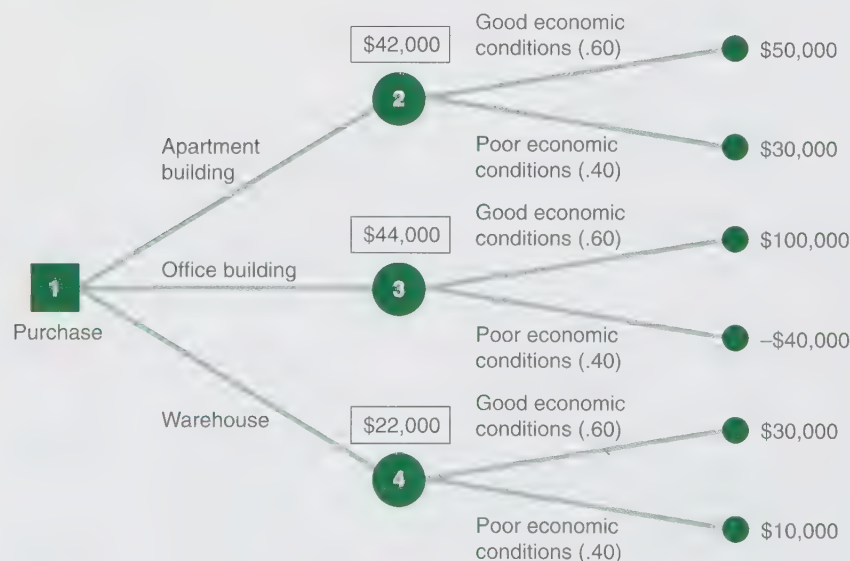 $42,000
2
Good economic
conditions (.60)
$50,000
Apartment
building
Poor economic
conditions (.40)
$30,000
$44,000
3
Good economic
conditions (.60)
$100,000
1
Purchase
Office building
Poor economic
conditions (.40)
–$40,000
Warehouse
$22,000
4
Good economic
conditions (.60)
$30,000
Poor economic
conditions (.40)
$10,000